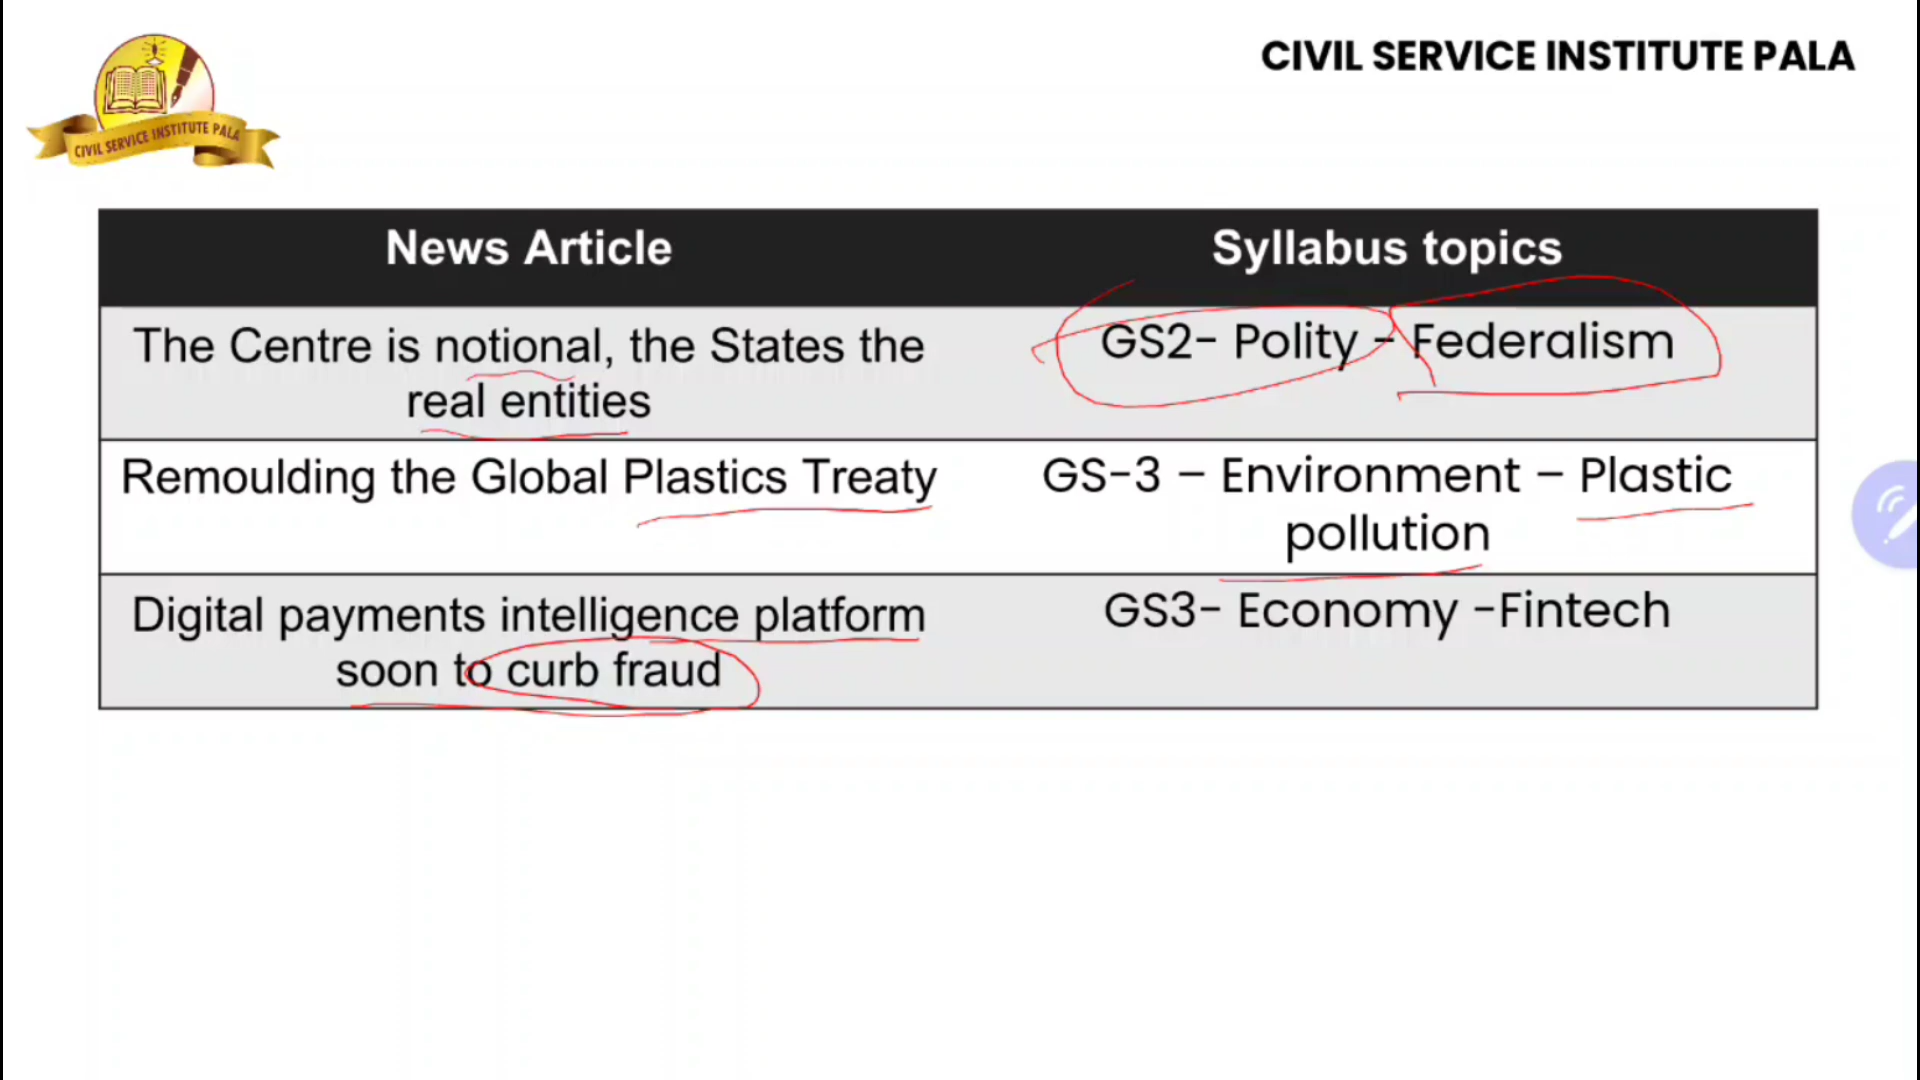 CIVIL SERVICE INSTITUTE PALA
CIVIL SERVICE INSTITUTE PALA
News Article
Syllabus topics
The Centre is notional, the States the
real entities
GS2- Polity - Federalism
Remoulding the Global Plastics Treaty
GS-3 – Environment – Plastic
pollution
Digital payments intelligence platform
soon to curb fraud
GS3- Economy -Fintech